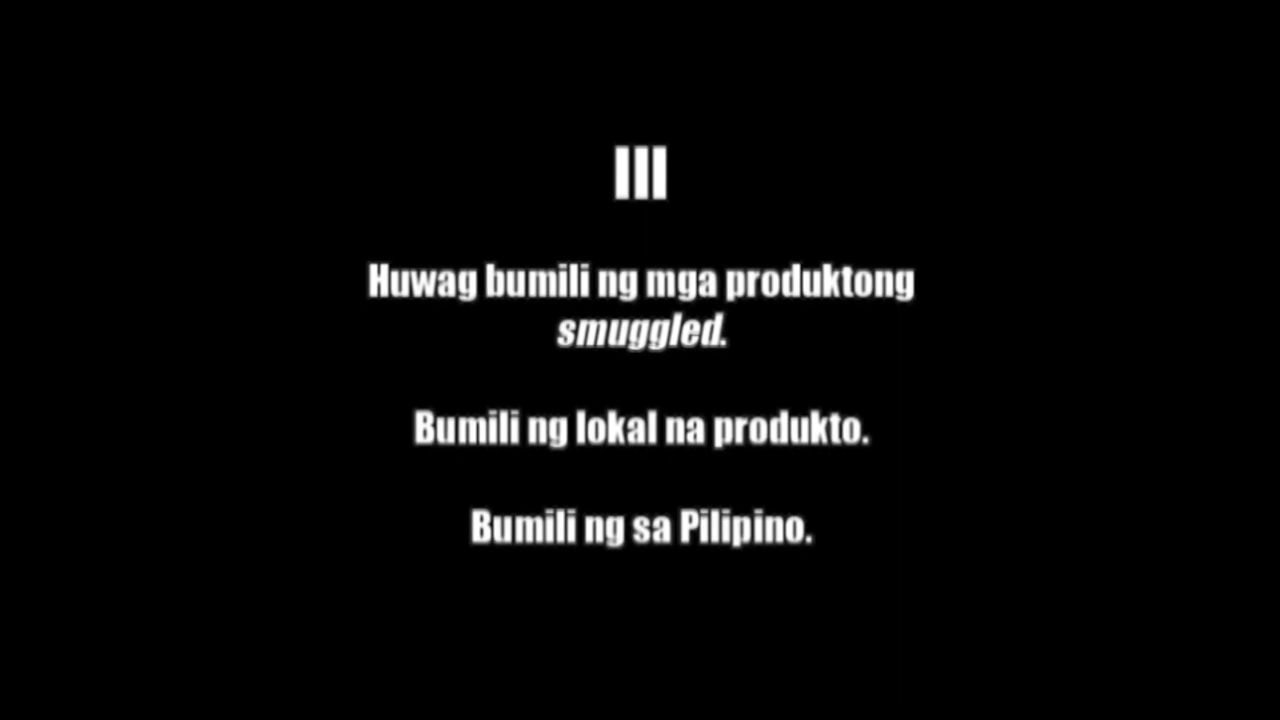 III
Huwag bumili ng mga produktong
smuggled.
Bumili ng lokal na produkto.
Bumili ng sa Pilipino.